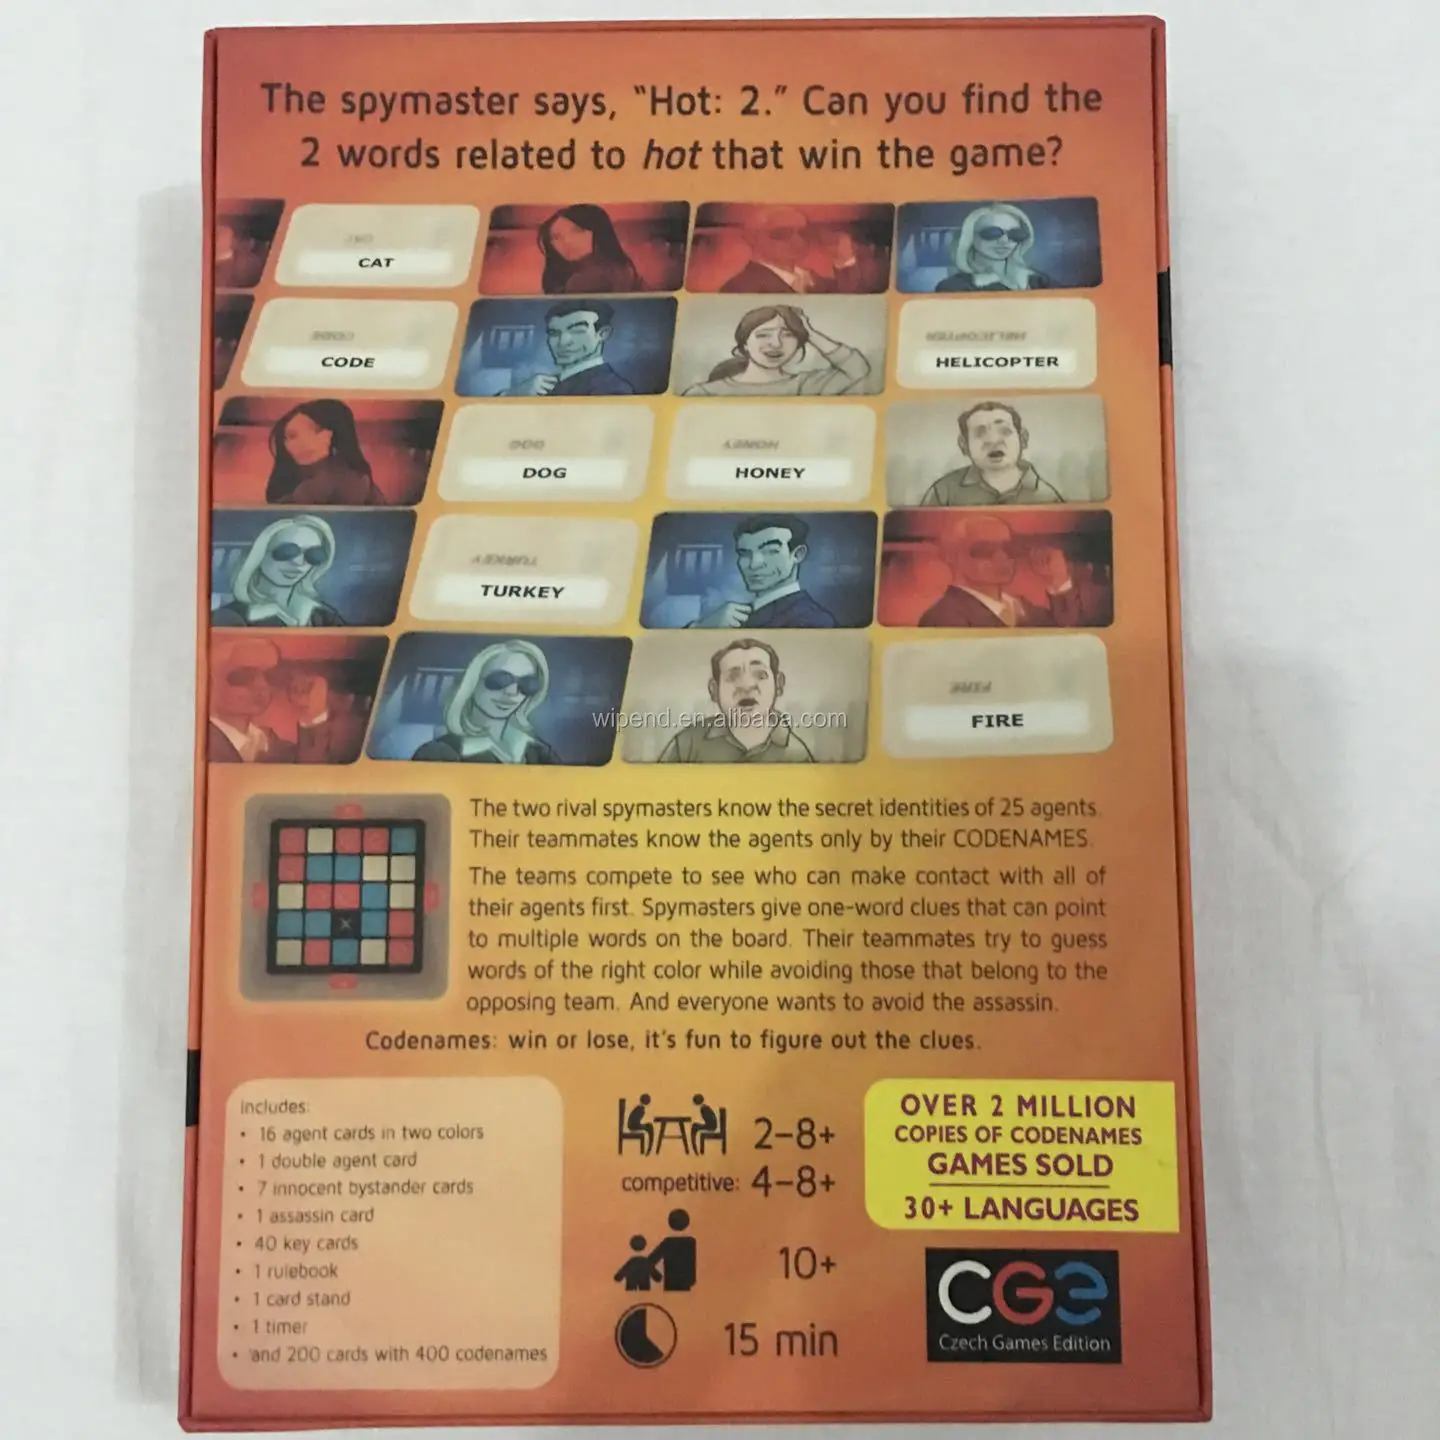 The spymaster says, "Hot: 2." Can you find the
2 words related to hot that win the game?
CAT
CODE
CODE
HELICOPTER
HELICOPTER
DOG
DOG
HONEY
HONEY
TURKEY
TURKEY
FIRE
FIRE
wipend.en.alibaba.com
The two rival spymasters know the secret identities of 25 agents.
Their teammates know the agents only by their CODENAMES.
The teams compete to see who can make contact with all of
their agents first. Spymasters give one-word clues that can point
to multiple words on the board. Their teammates try to guess
words of the right color while avoiding those that belong to the
opposing team. And everyone wants to avoid the assassin.
Codenames: win or lose, it's fun to figure out the clues.
Includes:
• 16 agent cards in two colors
• 1 double agent card
• 7 innocent bystander cards
• 1 assassin card
• 40 key cards
• 1 rulebook
• 1 card stand
• 1 timer
• and 200 cards with 400 codenames
2–8+
competitive: 4–8+
10+
15 min
OVER 2 MILLION
COPIES OF CODENAMES
GAMES SOLD
30+ LANGUAGES
CGE
Czech Games Edition